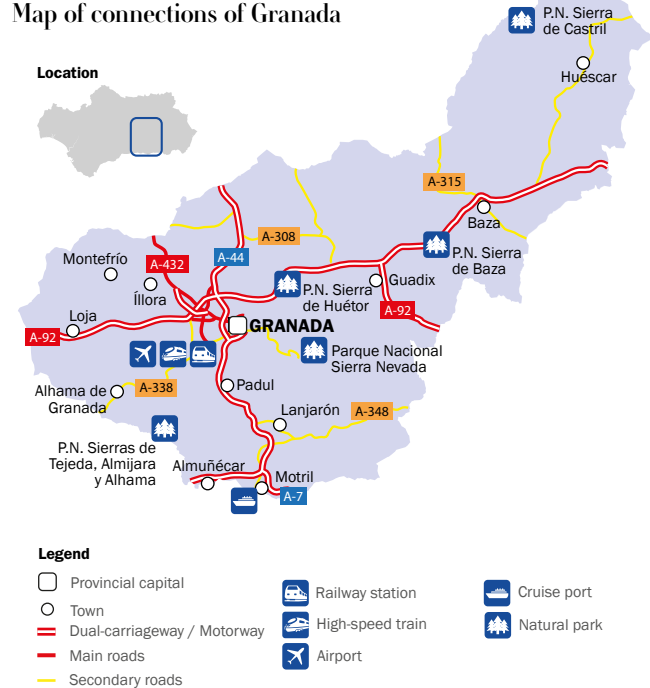 Map of connections of Granada
Location
P.N. Sierra
de Castril
Huéscar
A-315
Baza
P.N. Sierra
de Baza
A-308
A-44
A-432
Montefrío
Íllora
Loja
A-92
P.N. Sierra
de Huétor
Guadix
A-92
GRANADA
Parque Nacional
Sierra Nevada
A-338
Alhama de
Granada
Padul
Lanjarón
A-348
P.N. Sierras de
Tejeda, Almijara
y Alhama
Almuñécar
Motril
A-7
Legend
Provincial capital
Town
Dual-carriageway / Motorway
Main roads
Secondary roads
Railway station
High-speed train
Airport
Cruise port
Natural park